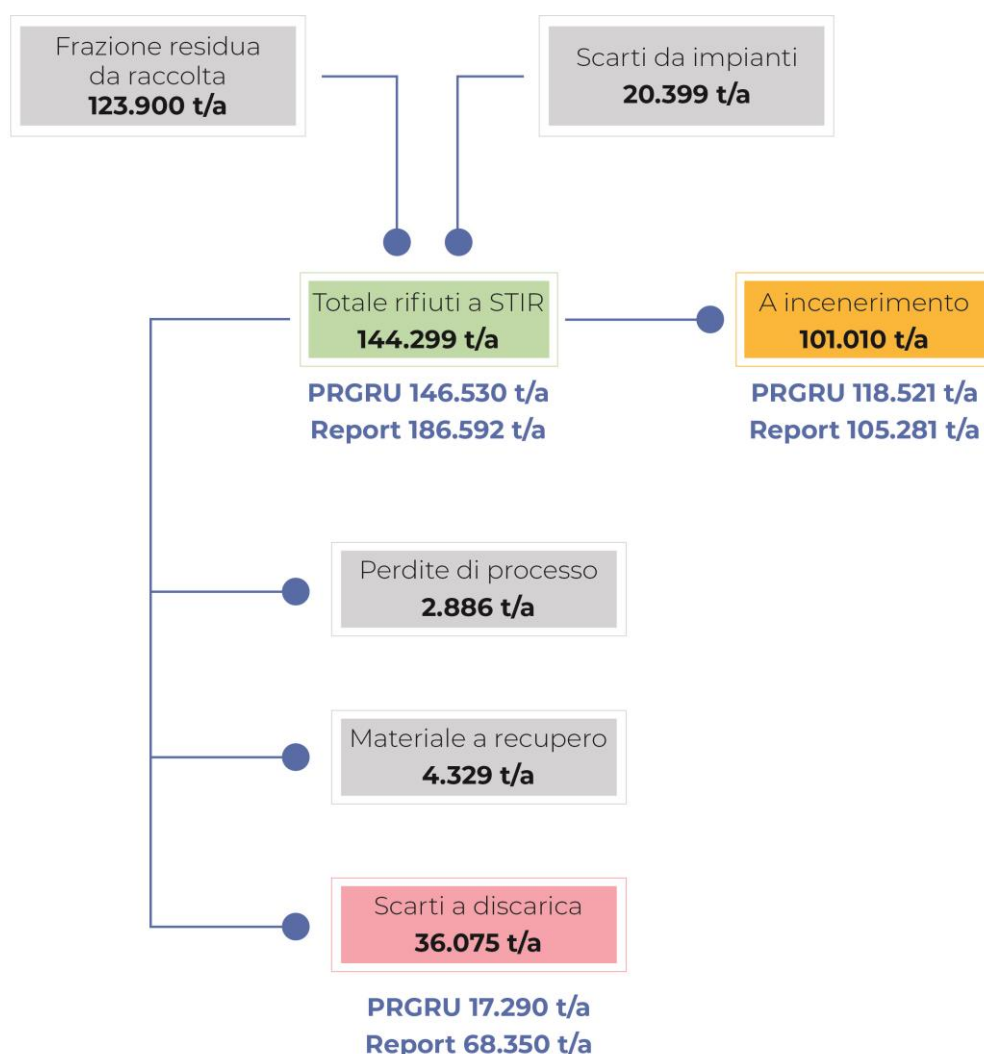 Frazione residua
da raccolta
123.900 t/a
Scarti da impianti
20.399 t/a
Totale rifiuti a STIR
144.299 t/a
PRGRU 146.530 t/a
Report 186.592 t/a
A incenerimento
101.010 t/a
PRGRU 118.521 t/a
Report 105.281 t/a
Perdite di processo
2.886 t/a
Materiale a recupero
4.329 t/a
Scarti a discarica
36.075 t/a
PRGRU 17.290 t/a
Report 68.350 t/a